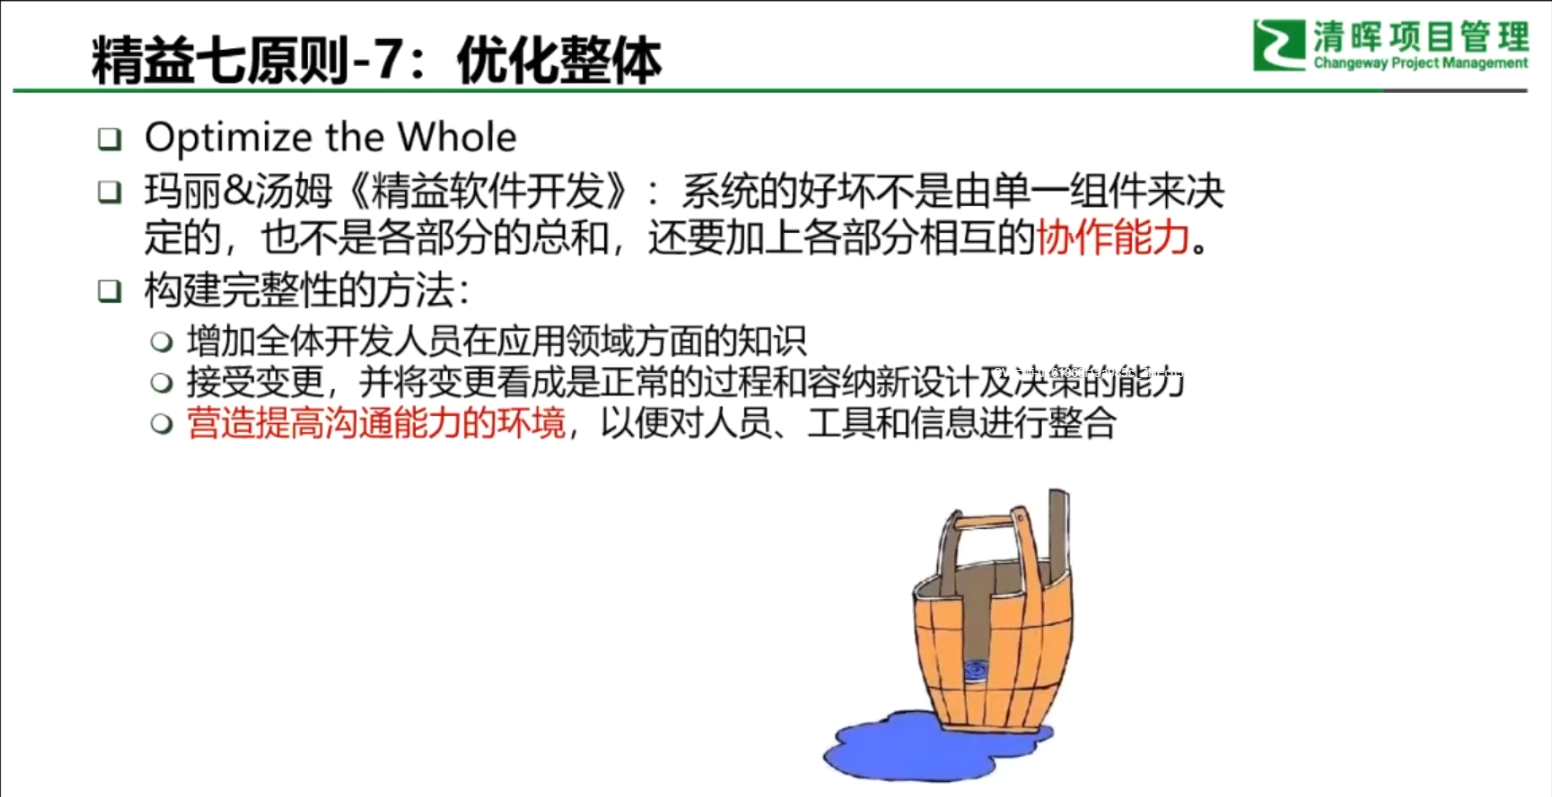 精益七原则-7：优化整体
清晖项目管理
Changeway Project Management
Optimize the Whole
玛丽&汤姆《精益软件开发》：系统的好坏不是由单一组件来决
定的，也不是各部分的总和，还要加上各部分相互的协作能力。
构建完整性的方法：
增加全体开发人员在应用领域方面的知识
接受变更，并将变更看成是正常的过程和容纳新设计及决策的能力
营造提高沟通能力的环境，以便对人员、工具和信息进行整合